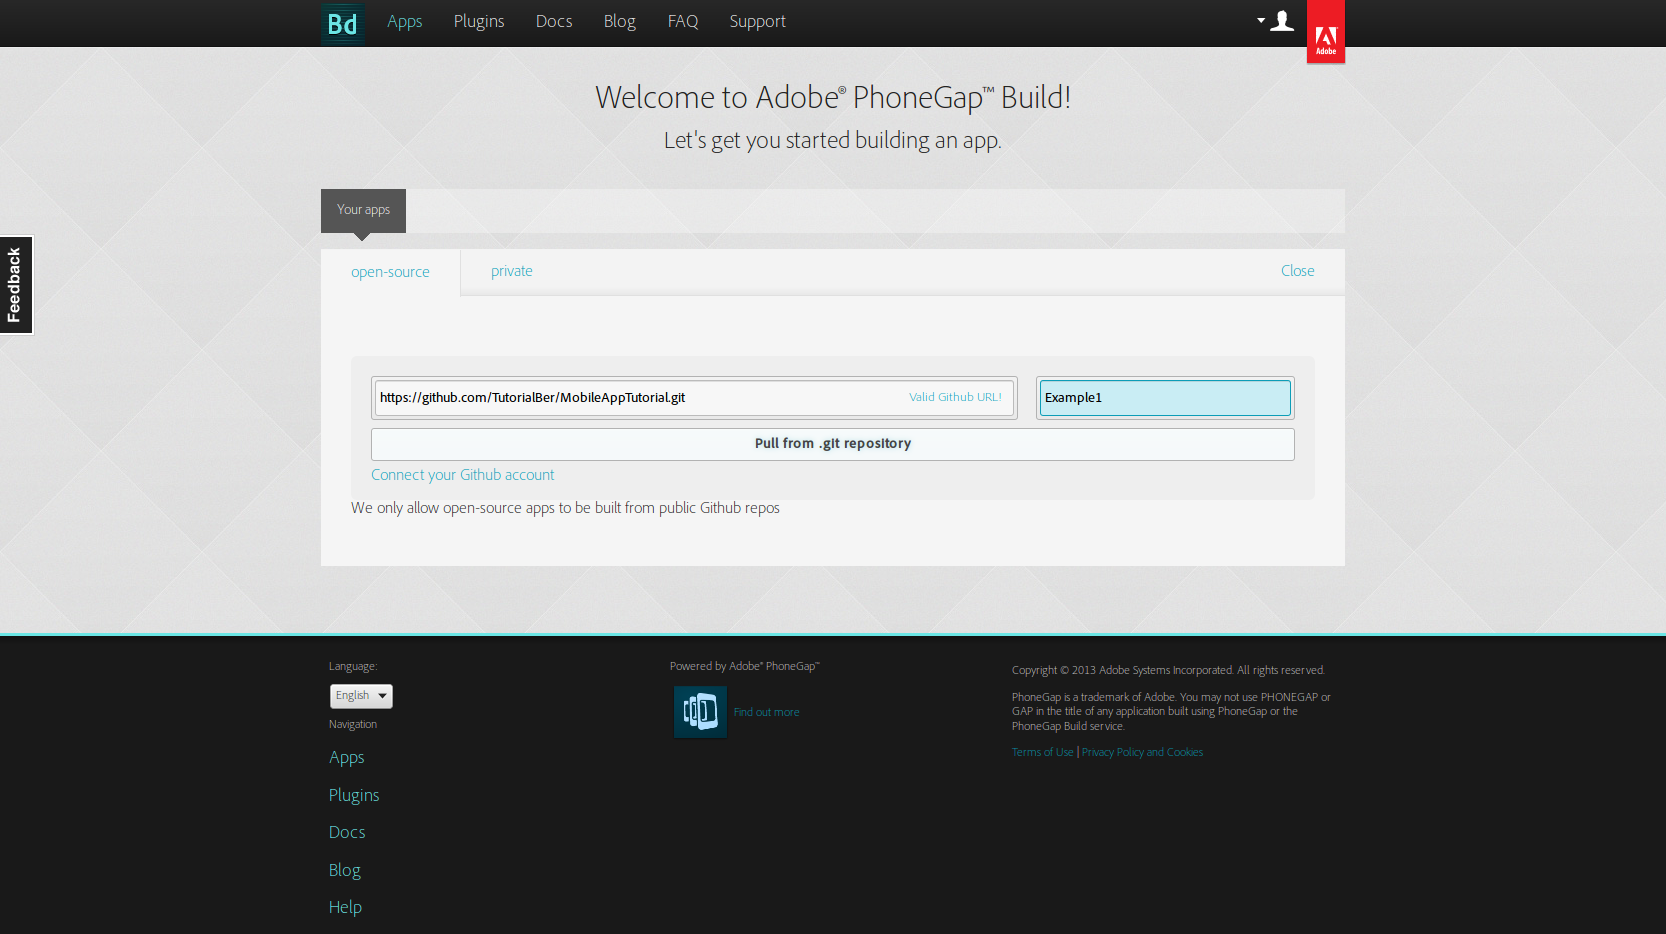 Bd Apps Plugins Docs Blog FAQ Support
Adobe
Welcome to Adobe® PhoneGap™ Build!
Let's get you started building an app.
Your apps
Feedback
open-source private Close
https://github.com/TutorialBer/MobileAppTutorial.git Valid Github URL! Example1
Pull from .git repository
Connect your Github account
We only allow open-source apps to be built from public Github repos
Language:
English
Navigation
Apps
Plugins
Docs
Blog
Help
Powered by Adobe® PhoneGap™
Find out more
Copyright © 2013 Adobe Systems Incorporated. All rights reserved.
PhoneGap is a trademark of Adobe. You may not use PHONEGAP or
GAP in the title of any application built using PhoneGap or the
PhoneGap Build service.
Terms of Use | Privacy Policy and Cookies